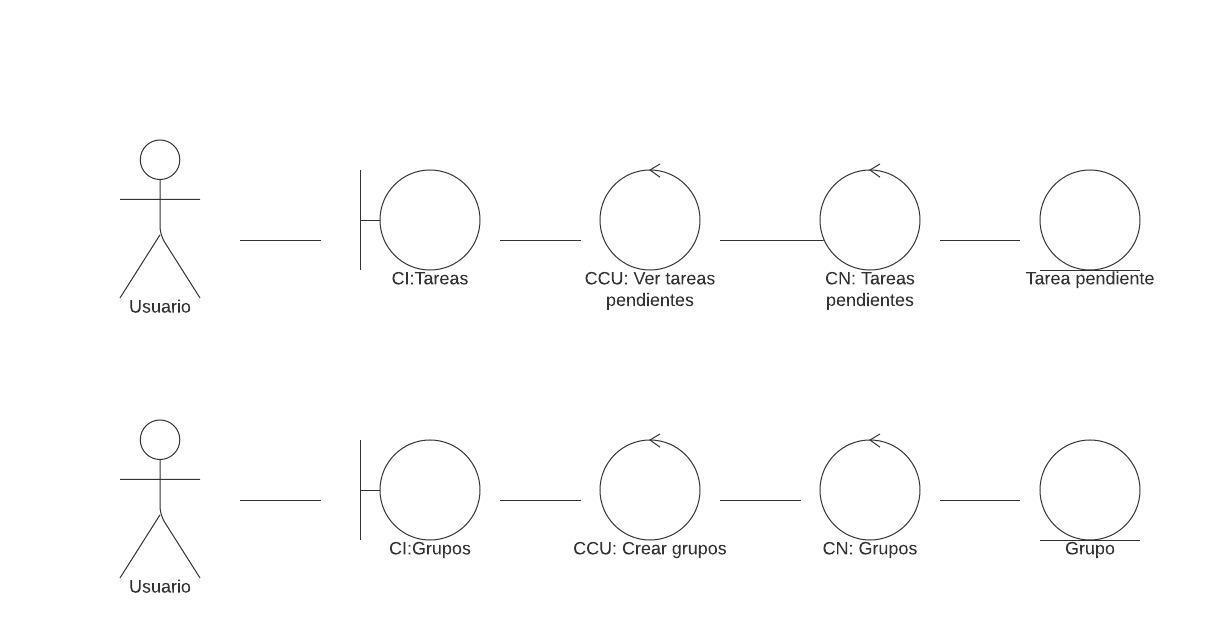 Usuario
CI:Tareas
CCU: Ver tareas
pendientes
CN: Tareas
pendientes
Tarea pendiente
Usuario
CI:Grupos
CCU: Crear grupos
CN: Grupos
Grupo